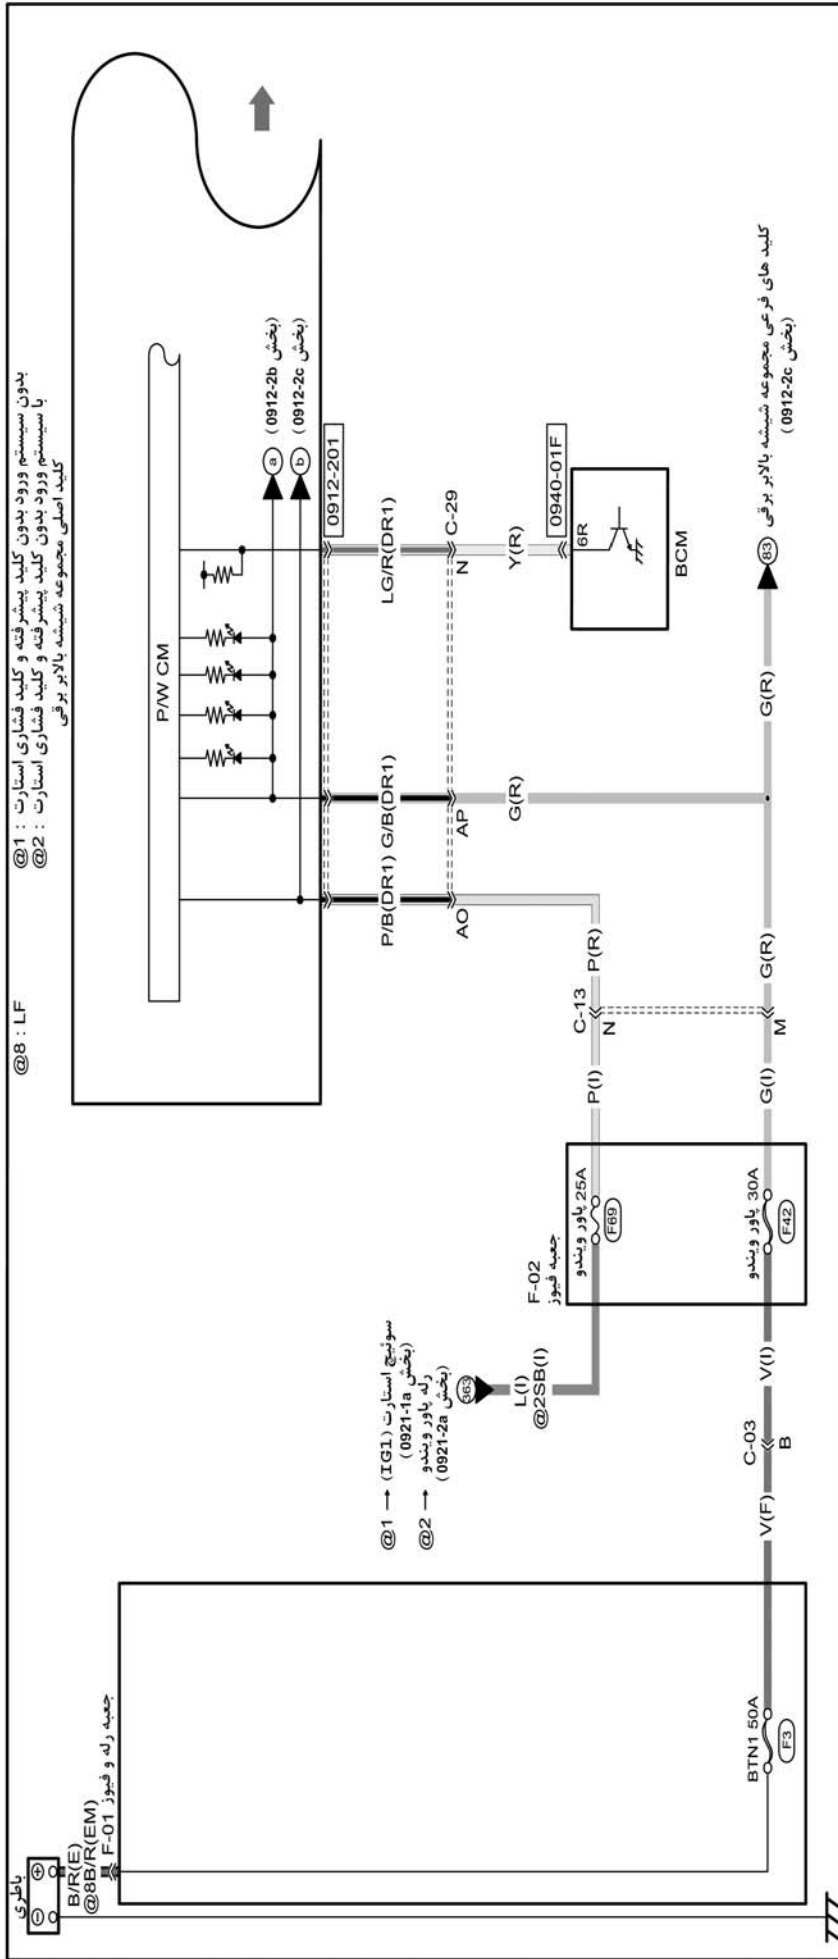 @1 : بدون سیستم ورود بدون کلید پیشرفته و کلید فشاری استارت
@2 : با سیستم ورود بدون کلید پیشرفته و کلید فشاری استارت
@8 : LF
کلید اصلی مجموعه شیشه بالابر برقی
P/W CM
a
(بخش 0912-2b)
b
(بخش 0912-2c)
0912-201
P/B(DR1)
G/B(DR1)
LG/R(DR1)
C-29
AO
AP
N
P(R)
G(R)
Y(R)
0940-01F
6R
BCM
C-13
N
M
P(I)
G(I)
G(R)
G(R)
83
کلید های فرعی مجموعه شیشه بالابر برقی
(بخش 0912-2c)
F-02
جعبه فیوز
پاور ویندو 25A
F69
پاور ویندو 30A
F42
@1 → سوئیچ استارت (IG1)
(بخش 0921-1a)
@2 → رله پاور ویندو
(بخش 0921-2a)
363
L(I)
@2SB(I)
V(I)
C-03
B
V(F)
باطری
B/R(E)
@8B/R(EM)
F-01 جعبه رله و فیوز
BTN1 50A
F3